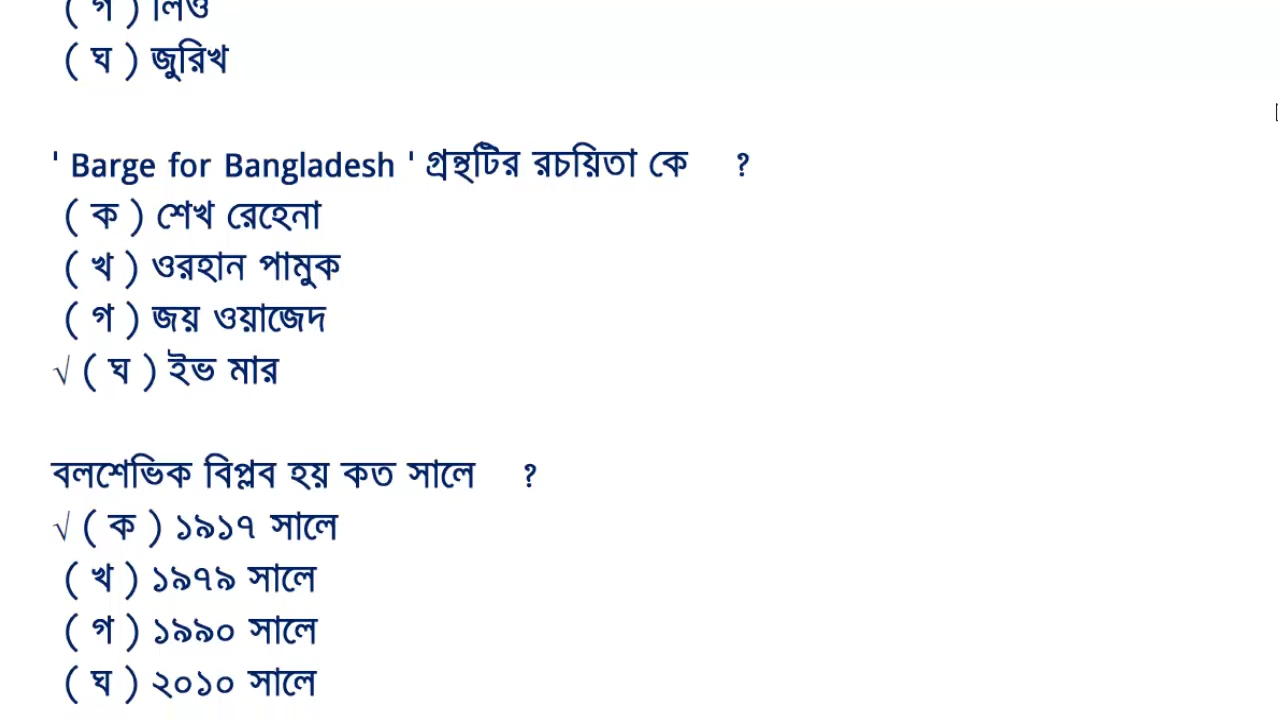 ( গ ) লিও
( ঘ ) জুরিখ
' Barge for Bangladesh ' গ্রন্থটির রচয়িতা কে ?
( ক ) শেখ রেহেনা
( খ ) ওরহান পামুক
( গ ) জয় ওয়াজেদ
√ ( ঘ ) ইভ মার
বলশেভিক বিপ্লব হয় কত সালে ?
√ ( ক ) ১৯১৭ সালে
( খ ) ১৯৭৯ সালে
( গ ) ১৯৯০ সালে
( ঘ ) ২০১০ সালে